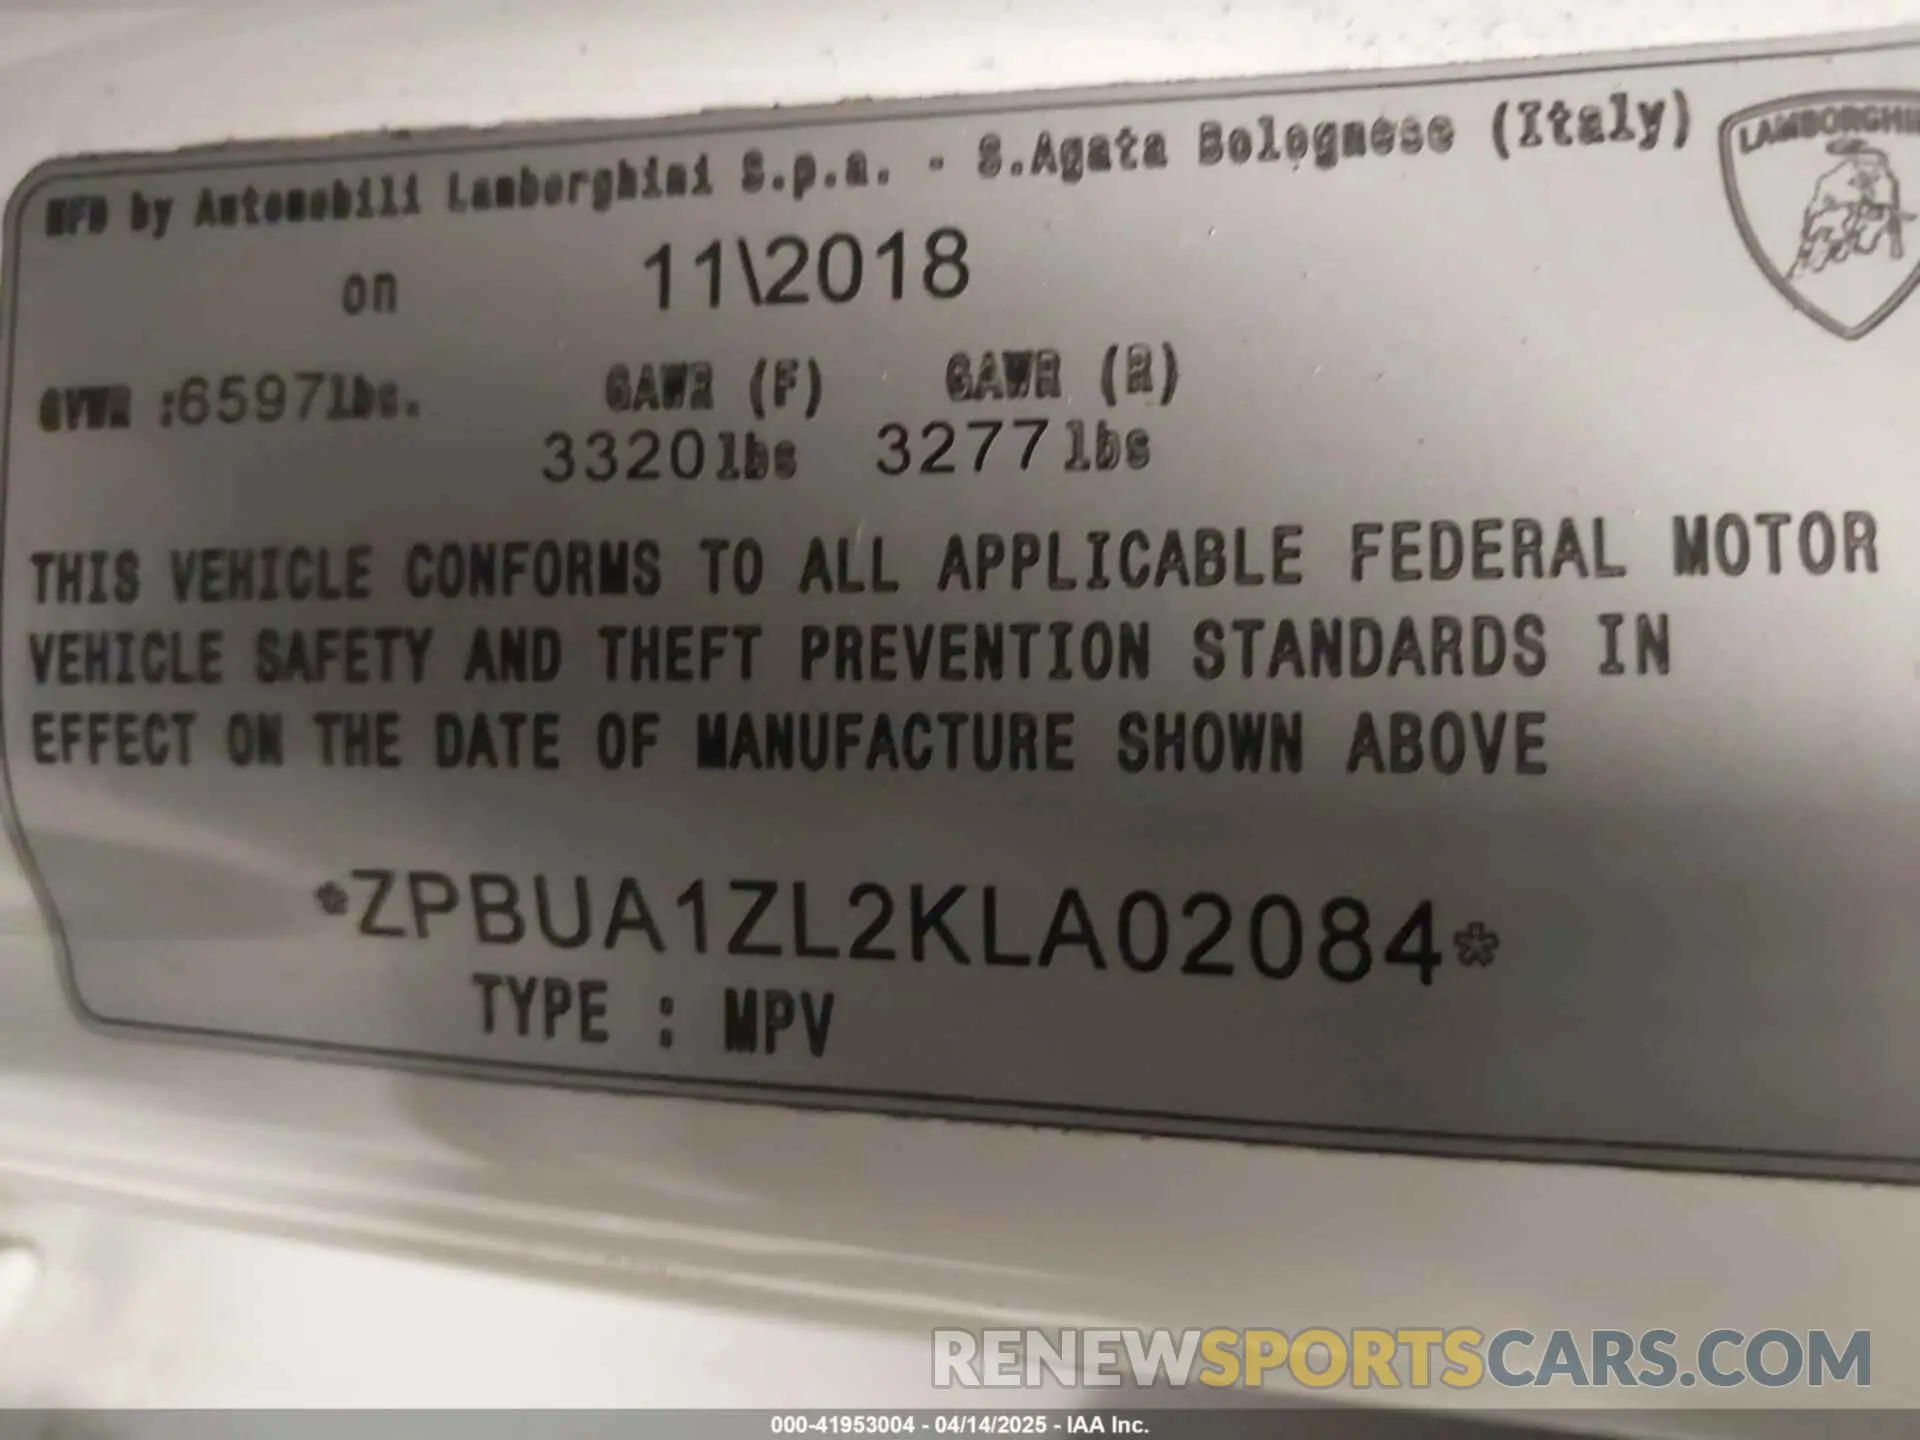 MFD by Automobili Lamborghini S.p.a. - S.Agata Bolognese (Italy)
LAMBORGHINI
on 11\2018
GVWR :6597lbs. GAWR (F) GAWR (R)
3320lbs 3277lbs
THIS VEHICLE CONFORMS TO ALL APPLICABLE FEDERAL MOTOR
VEHICLE SAFETY AND THEFT PREVENTION STANDARDS IN
EFFECT ON THE DATE OF MANUFACTURE SHOWN ABOVE
*ZPBUA1ZL2KLA02084*
TYPE : MPV
RENEWSPORTSCARS.COM
000-41953004 - 04/14/2025 - IAA Inc.